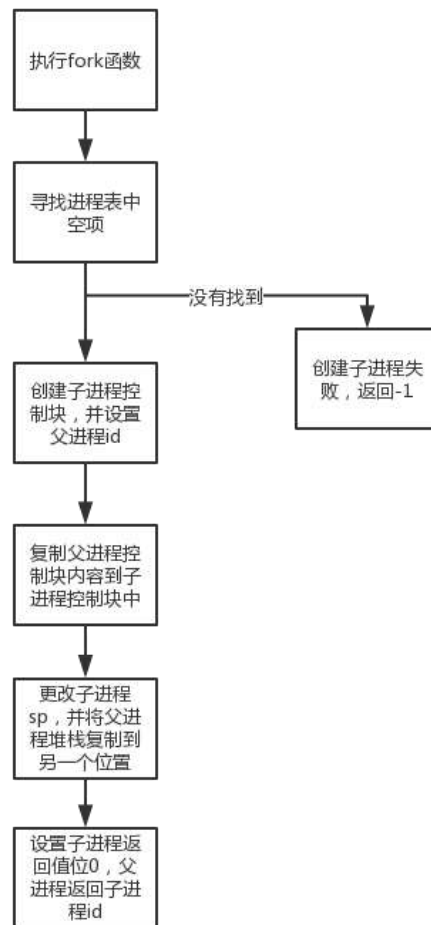 执行fork函数
寻找进程表中
空项
没有找到
创建子进程控
制块，并设置
父进程id
创建子进程失
败，返回-1
复制父进程控
制块内容到子
进程控制块中
更改子进程
sp，并将父进
程堆栈复制到
另一个位置
设置子进程返
回值位0，父
进程返回子进
程id